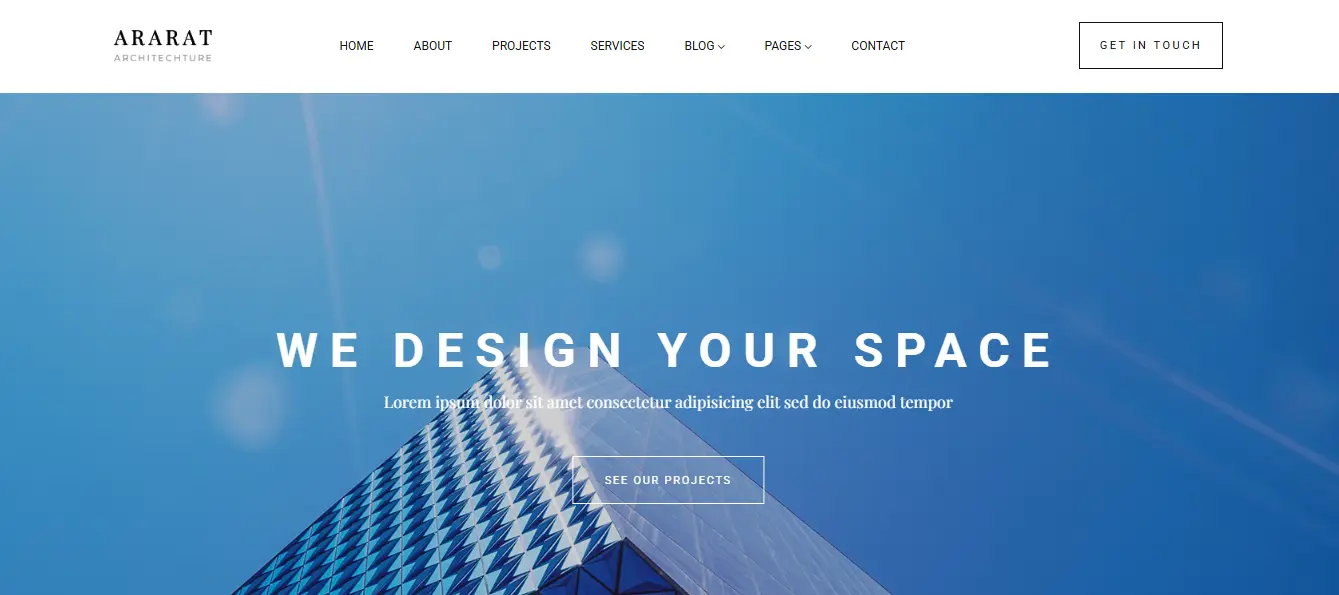 ARARAT
ARCHITECHTURE
HOME ABOUT PROJECTS SERVICES BLOG PAGES CONTACT
GET IN TOUCH
WE DESIGN YOUR SPACE
Lorem ipsum dolor sit amet consectetur adipisicing elit sed do eiusmod tempor
SEE OUR PROJECTS